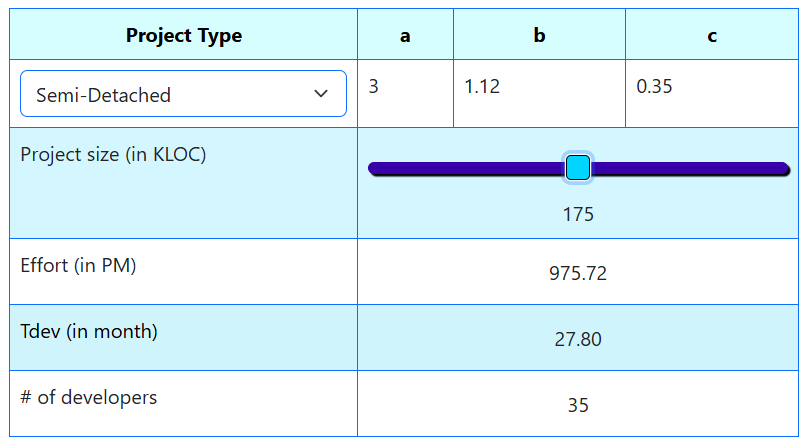 Project Type a b c
Semi-Detached 3 1.12 0.35
Project size (in KLOC)
175
Effort (in PM) 975.72
Tdev (in month) 27.80
# of developers 35